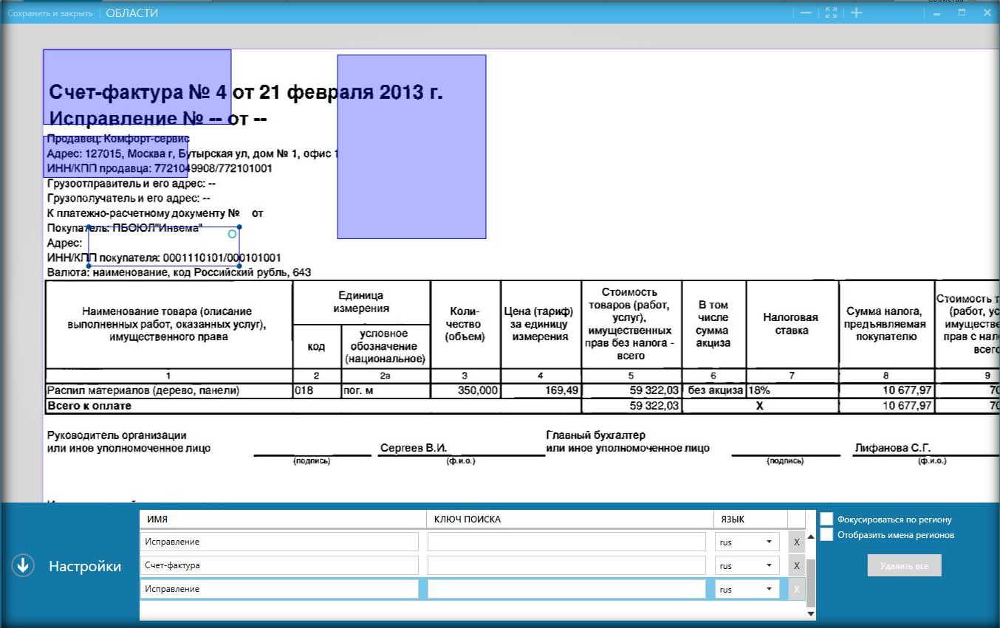 Сохранить и закрыть ОБЛАСТИ
Счет-фактура № 4 от 21 февраля 2013 г.
Исправление № -- от --
Продавец: Комфорт-сервис
Адрес: 127015, Москва г, Бутырская ул, дом № 1, офис 1
ИНН/КПП продавца: 7721049908/772101001
Грузоотправитель и его адрес: --
Грузополучатель и его адрес: --
К платежно-расчетному документу № от
Покупатель: ПБОЮЛ"Инвема"
Адрес:
ИНН/КПП покупателя: 0001110101/000101001
Валюта: наименование, код Российский рубль, 643
Наименование товара (описание
выполненных работ, оказанных услуг),
имущественного права
Единица
измерения
код
условное
обозначение
(национальное)
Коли-
чество
(объем)
Цена (тариф)
за единицу
измерения
Стоимость
товаров (работ,
услуг),
имущественных
прав без налога -
всего
В том
числе
сумма
акциза
Налоговая
ставка
Сумма налога,
предъявляемая
покупателю
Стоимость т
(работ, ус
имуществе
прав с нал
всего
1 2 2а 3 4 5 6 7 8 9
Распил материалов (дерево, панели) 018 пог. м 350,000 169,49 59 322,03 без акциза 18% 10 677,97 70
Всего к оплате 59 322,03 X 10 677,97 70
Руководитель организации
или иное уполномоченное лицо
Сергеев В.И.
(подпись) (ф.и.о.)
Главный бухгалтер
или иное уполномоченное лицо
Лифанова С.Г.
(подпись) (ф.и.о.)
Настройки
ИМЯ КЛЮЧ ПОИСКА ЯЗЫК
Исправление rus X
Счет-фактура rus X
Исправление rus X
Фокусироваться по региону
Отобразить имена регионов
Удалить все